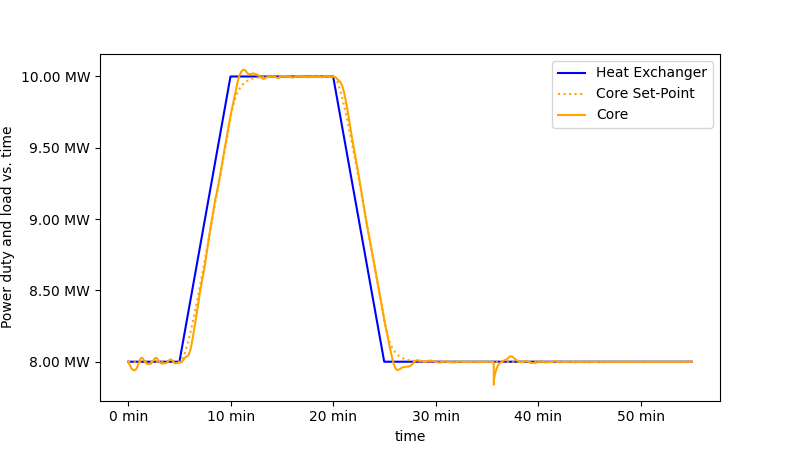 Power duty and load vs. time
10.00 MW
9.50 MW
9.00 MW
8.50 MW
8.00 MW
Heat Exchanger
Core Set-Point
Core
0 min
10 min
20 min
30 min
40 min
50 min
time